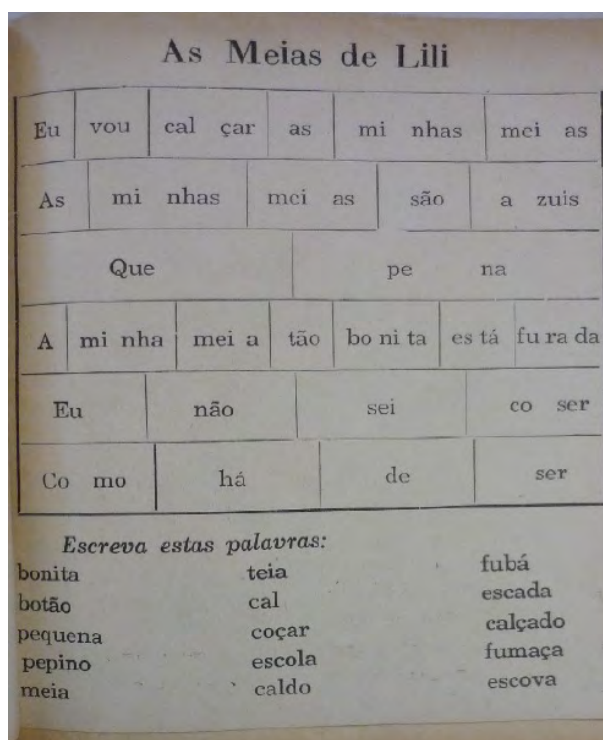 As Meias de Lili
Eu vou cal çar as mi nhas mei as
As mi nhas mei as são a zuis
Que pe na
A mi nha mei a tão bo ni ta es tá fu ra da
Eu não sei co ser
Co mo há de ser
Escreva estas palavras:
bonita teia fubá
botão cal escada
pequena coçar calçado
pepino escola fumaça
meia caldo escova